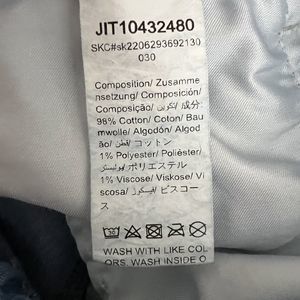 JIT10432480
SKC#sk2206293692130
030
Composition/ Zusamme
nsetzung/ Composición/
Composição/ تكوين/ 成分:
98% Cotton/ Coton/ Bau
mwolle/ Algodón/ Algod
ão/ قطن/ コットン
1% Polyester/ Poliéster/
ポリエステル /بوليستر
1% Viscose/ Viskose/ Vi
scosa/ فيسكوز/ ビスコー
ス
WASH WITH LIKE COL
ORS. WASH INSIDE O